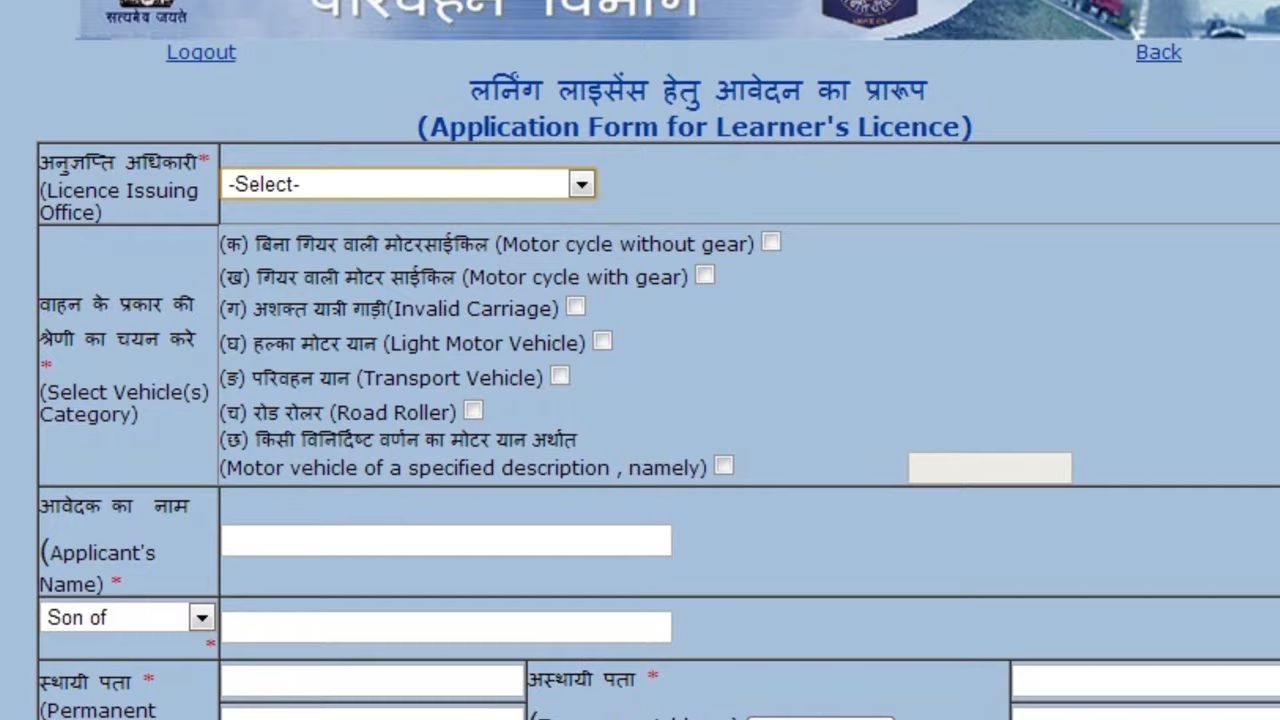 सत्यमेव जयते
परिवहन विभाग
Logout
Back
लर्निंग लाइसेंस हेतु आवेदन का प्रारूप
(Application Form for Learner's Licence)
अनुज्ञप्ति अधिकारी*
(Licence Issuing
Office)
-Select-
वाहन के प्रकार की
श्रेणी का चयन करे
*
(Select Vehicle(s)
Category)
(क) बिना गियर वाली मोटरसाईकिल (Motor cycle without gear)
(ख) गियर वाली मोटर साईकिल (Motor cycle with gear)
(ग) अशक्त यात्री गाड़ी(Invalid Carriage)
(घ) हल्का मोटर यान (Light Motor Vehicle)
(ङ) परिवहन यान (Transport Vehicle)
(च) रोड रोलर (Road Roller)
(छ) किसी विनिर्दिष्ट वर्णन का मोटर यान अर्थात
(Motor vehicle of a specified description , namely)
आवेदक का नाम
(Applicant's
Name) *
Son of
*
स्थायी पता *
(Permanent
अस्थायी पता *